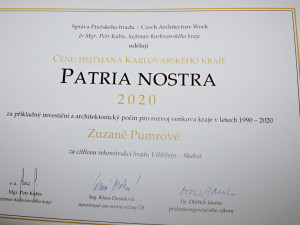 Správa Pražského hradu / Czech Architecture Week
& Mgr. Petr Kubis, hejtman Karlovarského kraje
udělují
CENU HEJTMANA KARLOVARSKÉHO KRAJE
PATRIA NOSTRA
2020
za příkladný investiční a architektonický počin pro rozvoj venkova kraje v letech 1990 – 2020
Zuzaně Pumrové
za citlivou rekonstrukci hradu Vildštejn – Skalná
v.z.
Mgr. Petr Kubis
hejtman Karlovarského kraje
Ing. Klára Dostálová
ministryně pro místní rozvoj ČR
Dr. Oldřich
předseda organizačního výboru